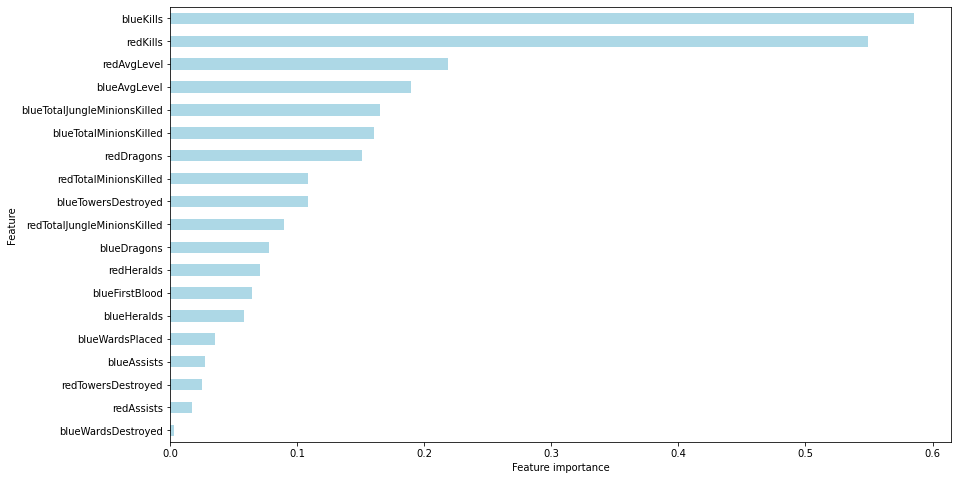 blueKills
redKills
redAvgLevel
blueAvgLevel
blueTotalJungleMinionsKilled
blueTotalMinionsKilled
redDragons
redTotalMinionsKilled
blueTowersDestroyed
redTotalJungleMinionsKilled
blueDragons
redHeralds
blueFirstBlood
blueHeralds
blueWardsPlaced
blueAssists
redTowersDestroyed
redAssists
blueWardsDestroyed
Feature
0.0 0.1 0.2 0.3 0.4 0.5 0.6
Feature importance